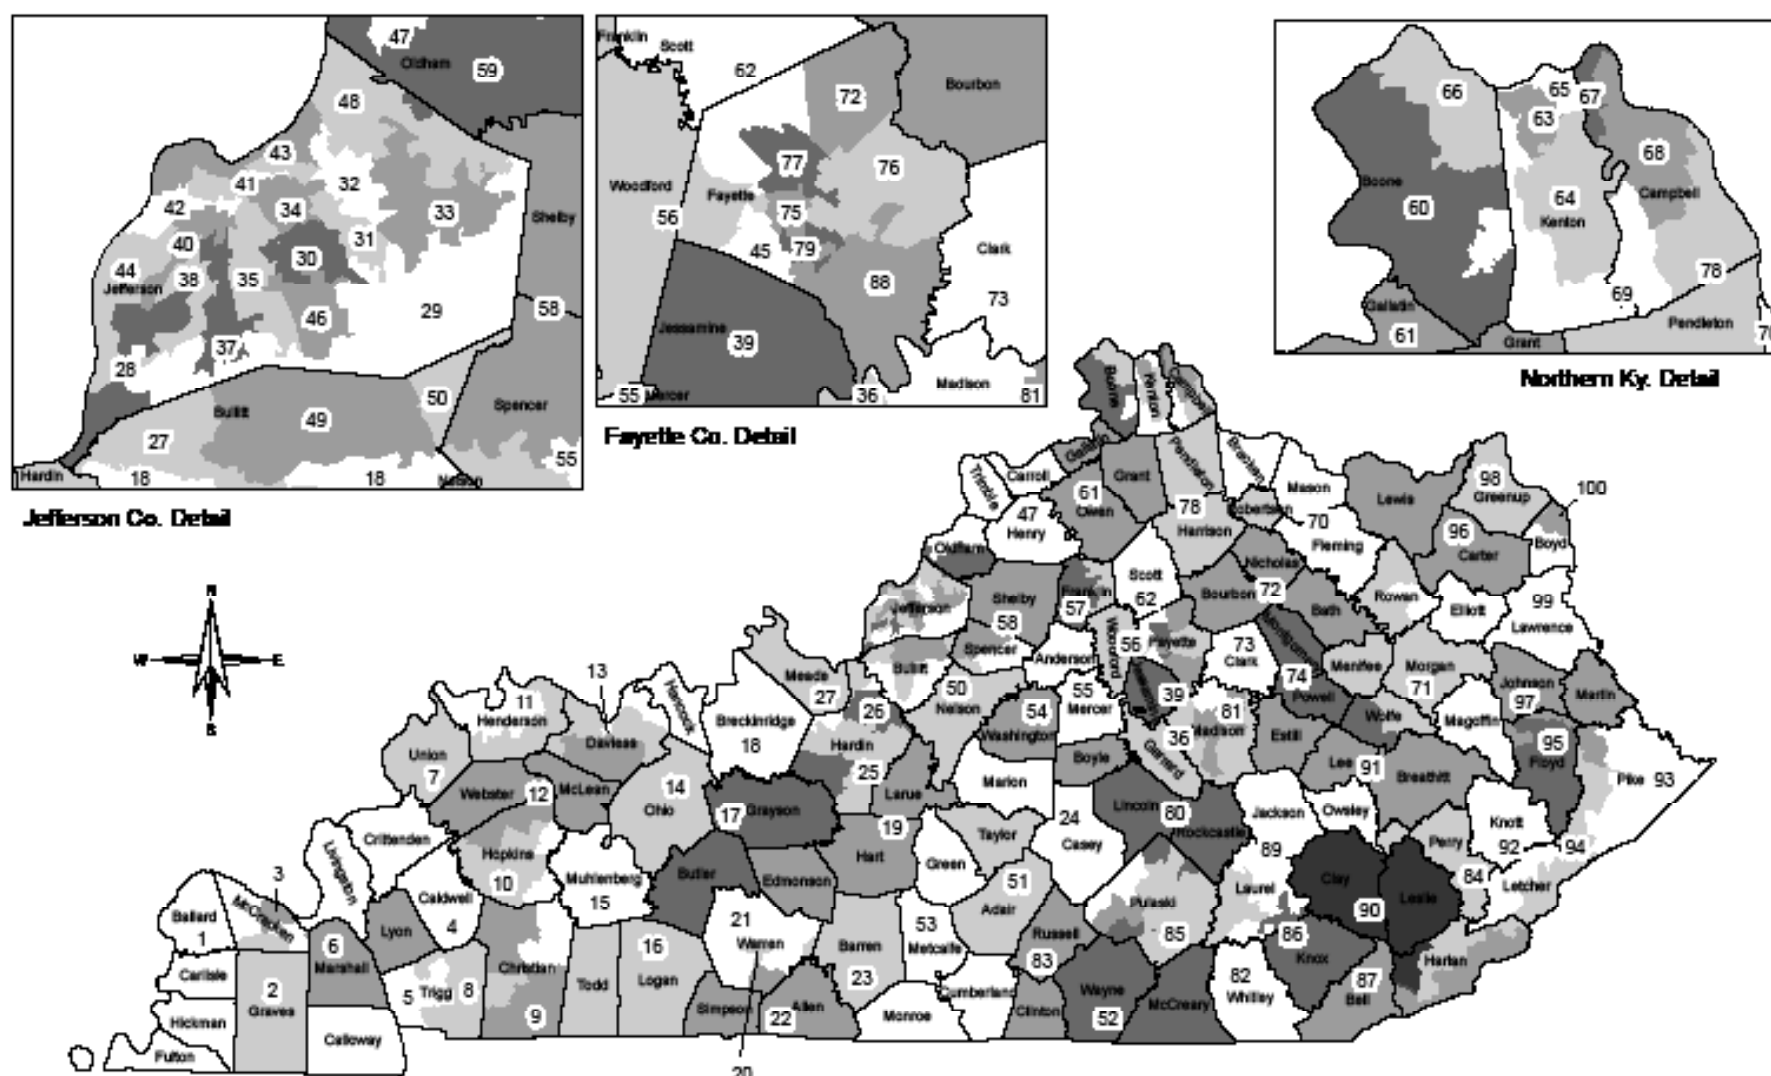 47
Oldham
59
48
43
41
32
42
34
33
Shelby
40
31
44
30
38
35
Jefferson
46
29
58
37
28
50
Bullitt
49
Spencer
27
55
Hardin
18
18
Nelson
Jefferson Co. Detail
Franklin
Scott
62
72
Bourbon
77
76
Woodford
Fayette
56
75
45
79
Clark
88
73
Jessamine
39
Madison
55
Mercer
36
81
Fayette Co. Detail
66
65
67
63
68
Boone
Campbell
60
64
Kenton
78
Gallatin
69
61
Pendleton
Grant
Northern Ky. Detail
N
W
E
S
Boone
Kenton
Campbell
Gallatin
Carroll
Trimble
Grant
Pendleton
Bracken
Mason
Lewis
98
Greenup
100
61
Owen
47
Henry
78
Harrison
Robertson
70
Fleming
96
Carter
Boyd
Oldham
Scott
62
Nicholas
72
Bourbon
Bath
Rowan
Elliott
99
Lawrence
Jefferson
Shelby
58
Franklin
57
Woodford
56
Fayette
Spencer
Anderson
Bullitt
73
Clark
Montgomery
74
Powell
Menifee
Morgan
71
Johnson
97
Martin
Meade
27
13
Hancock
Breckinridge
18
11
Henderson
Daviess
Union
7
26
Hardin
25
50
Nelson
54
Washington
55
Mercer
Jessamine
39
81
Madison
36
Garrard
Estill
Wolfe
Magoffin
95
Floyd
Pike
93
Webster
12
McLean
14
Ohio
17
Grayson
Larue
Marion
Boyle
Lincoln
80
Rockcastle
Lee
91
Breathitt
Jackson
Owsley
Knott
92
94
Crittenden
Livingston
Hopkins
10
Muhlenberg
15
Butler
Edmonson
19
Hart
Green
Taylor
24
Casey
89
Perry
84
Letcher
3
McCracken
Ballard
1
Caldwell
4
Lyon
6
Marshall
51
Adair
Pulaski
85
Laurel
Clay
90
Leslie
Carlisle
2
Graves
5
Trigg
8
Christian
9
Todd
16
Logan
21
Warren
Barren
23
53
Metcalfe
Russell
83
86
Knox
Harlan
Hickman
Fulton
Calloway
Simpson
22
Allen
Monroe
Cumberland
Clinton
Wayne
52
McCreary
82
Whitley
87
Bell
20